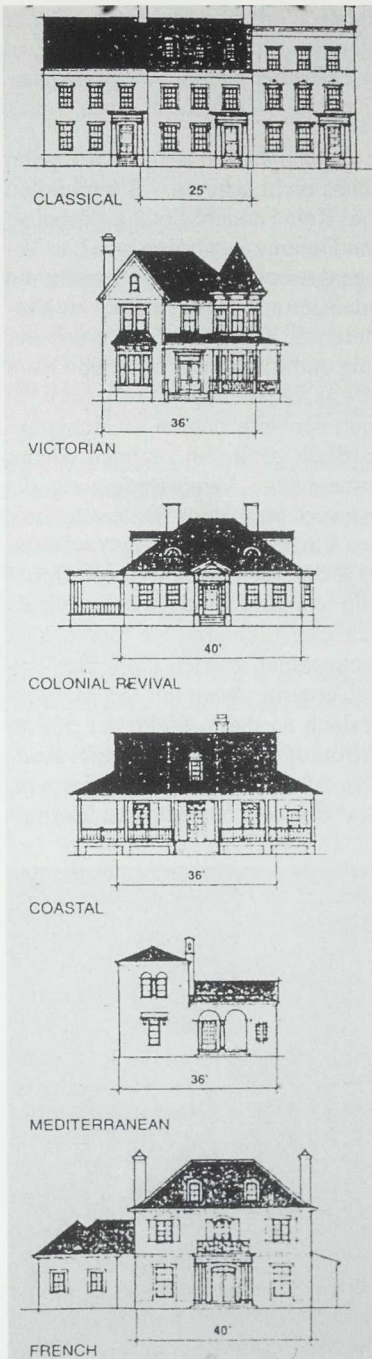 25'
CLASSICAL
36'
VICTORIAN
40'
COLONIAL REVIVAL
36'
COASTAL
36'
MEDITERRANEAN
40'
FRENCH